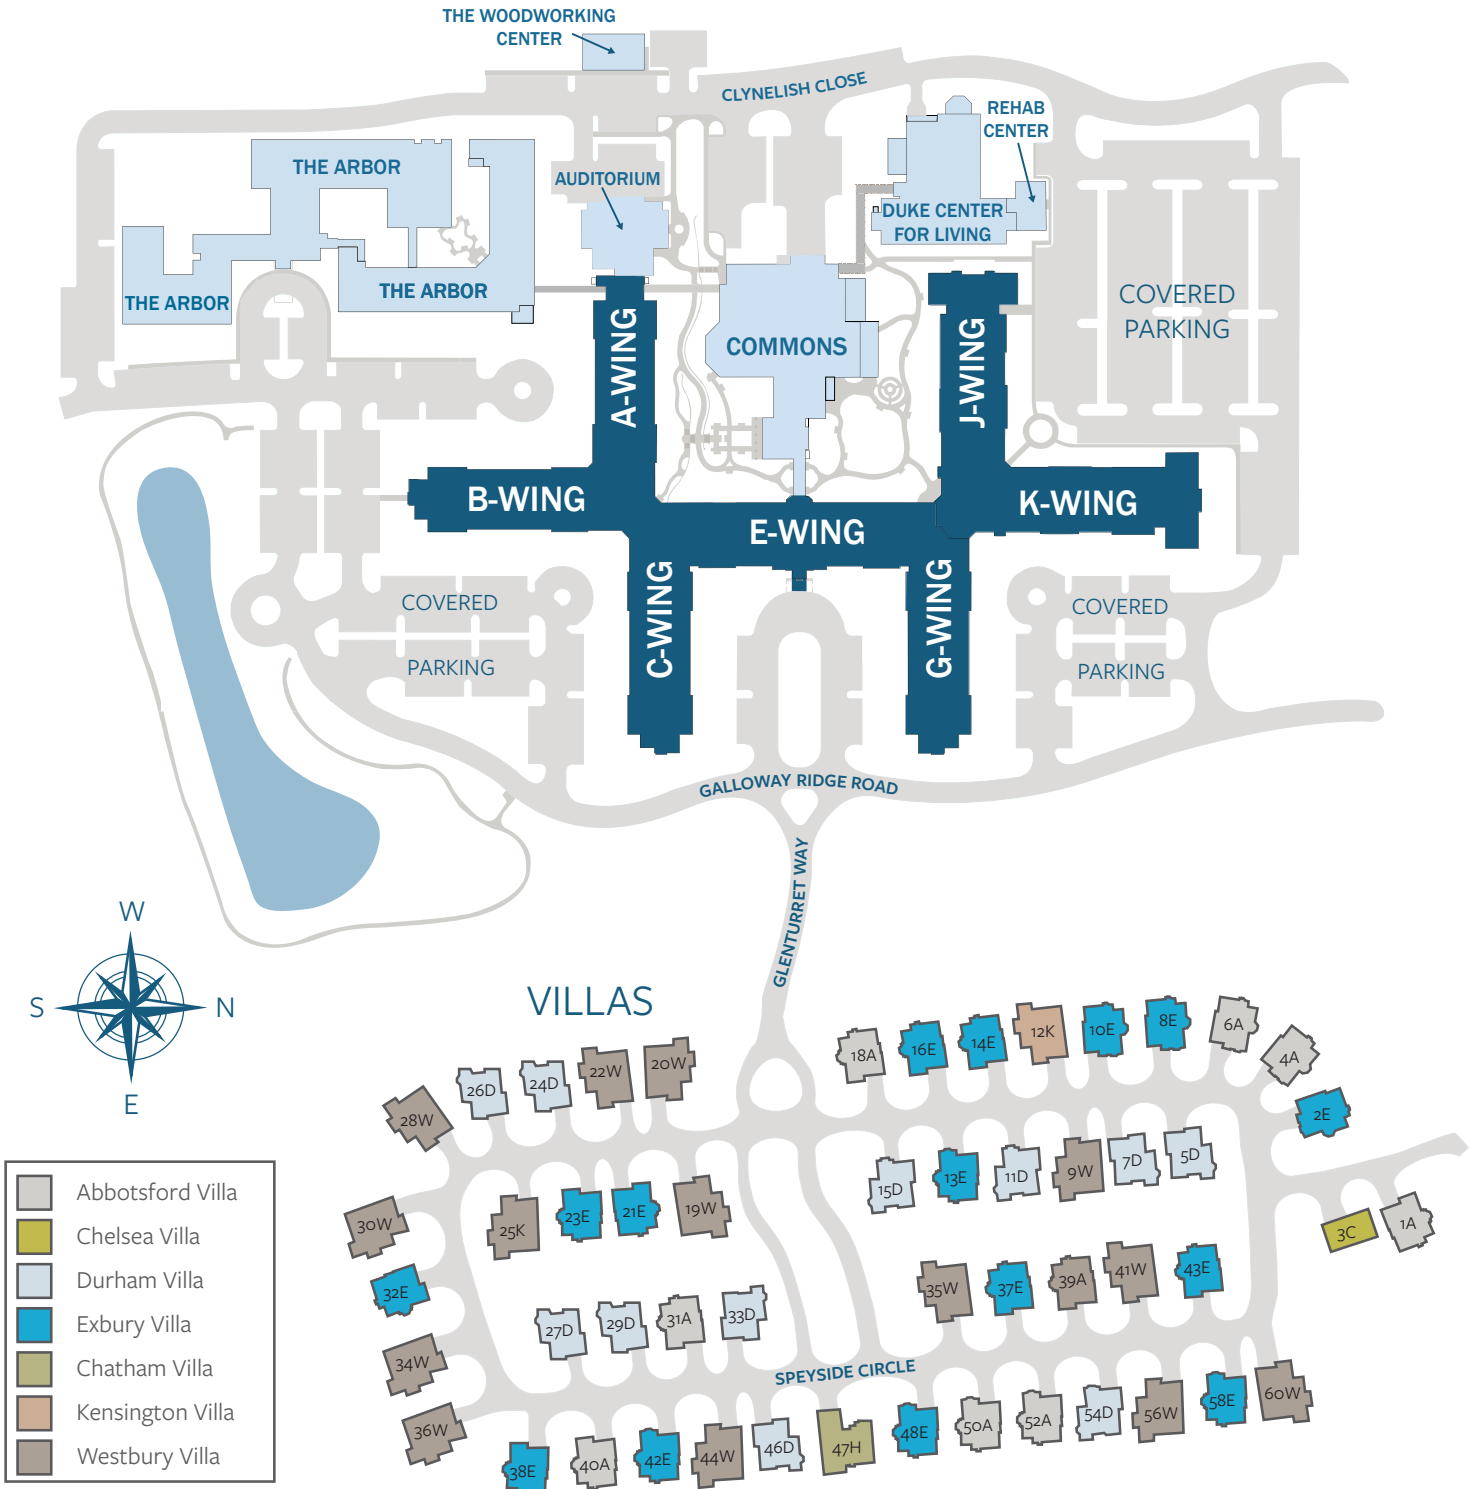 THE WOODWORKING
CENTER
CLYNELISH CLOSE
REHAB
CENTER
THE ARBOR
AUDITORIUM
DUKE CENTER
FOR LIVING
THE ARBOR
THE ARBOR
COVERED
PARKING
COMMONS
A-WING
J-WING
B-WING
K-WING
E-WING
C-WING
G-WING
COVERED
PARKING
COVERED
PARKING
GALLOWAY RIDGE ROAD
GLENTURRET WAY
W
S
N
E
VILLAS
18A
16E
14E
12K
10E
8E
6A
4A
2E
28W
26D
24D
22W
20W
15D
13E
11D
9W
7D
5D
3C
1A
30W
25K
23E
21E
19W
32E
35W
37E
39A
41W
43E
27D
29D
31A
33D
34W
SPEYSIDE CIRCLE
36W
38E
40A
42E
44W
46D
47H
48E
50A
52A
54D
56W
58E
60W
Abbotsford Villa
Chelsea Villa
Durham Villa
Exbury Villa
Chatham Villa
Kensington Villa
Westbury Villa